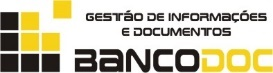 GESTÃO DE INFORMAÇÕES
E DOCUMENTOS
BANCODOC